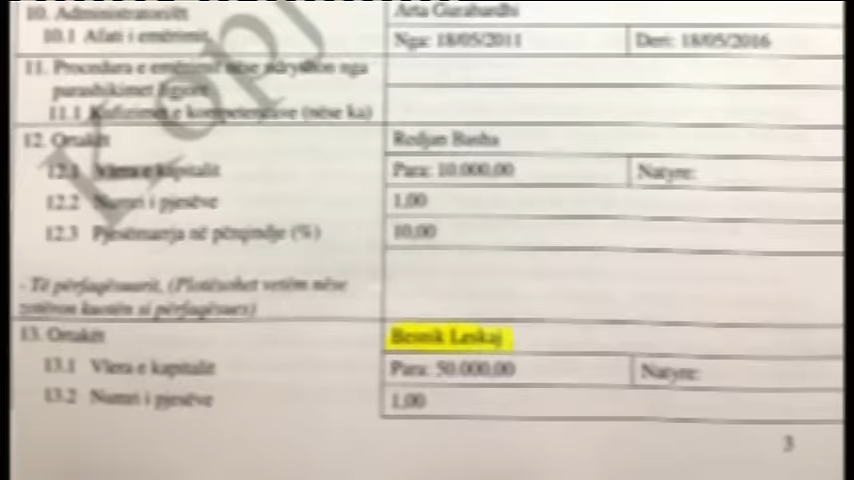 10. Administratorët
10.1 Afati i emërimit
Nga: 18/05/2011
Deri: 18/05/2016
11. Procedura e emërimit nëse ndryshon nga
parashikimet ligjore
11.1 Kufizimet e kompetencave (nëse ka)
12. Ortakët
Redjan Basha
12.1 Vlera e kapitalit
Para: 10.000,00
Natyre:
12.2 Numri i pjesëve
1,00
12.3 Pjesëmarrja në përqindje (%)
10,00
- Të përfaqësuarit, (Plotësohet vetëm nëse
zotëron kuotën si përfaqësues)
13. Ortakët
Besnik Leskaj
13.1 Vlera e kapitalit
Para: 50.000,00
Natyre:
13.2 Numri i pjesëve
1,00
3